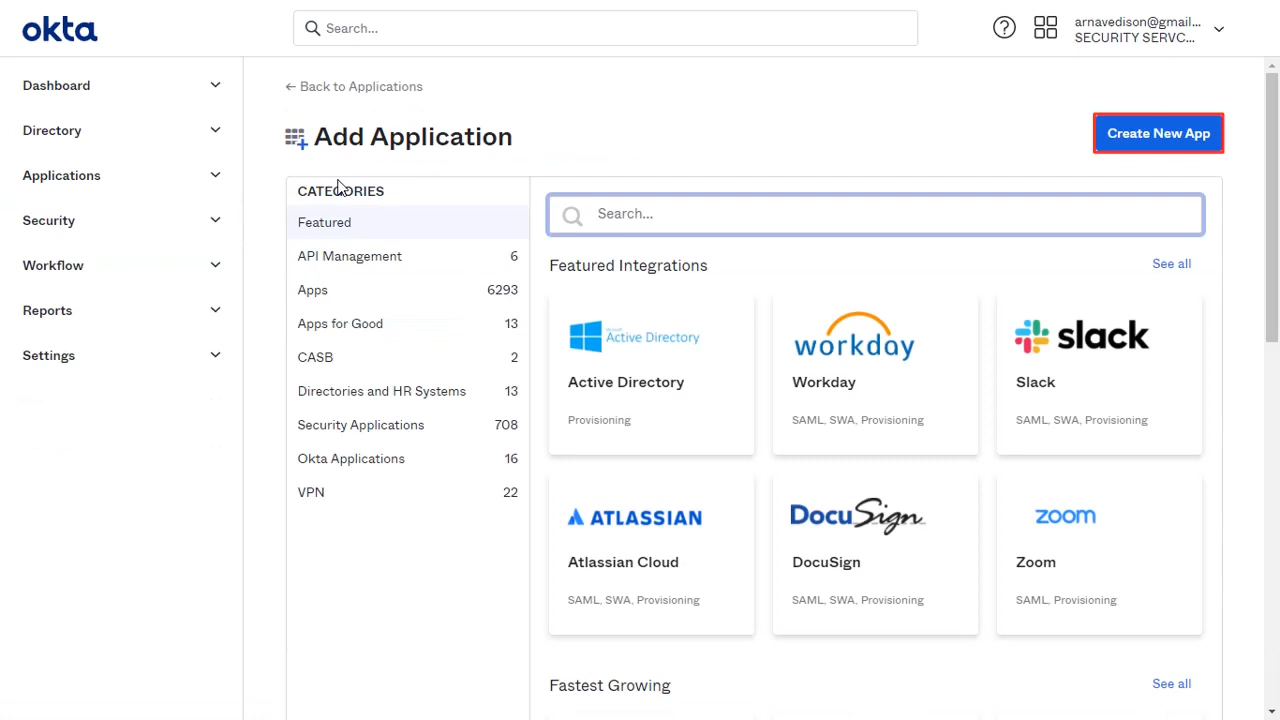 okta
Search...
arnavedison@gmail...
SECURITY SERVC...
Dashboard
Directory
Applications
Security
Workflow
Reports
Settings
← Back to Applications
Add Application
Create New App
CATEGORIES
Featured
API Management 6
Apps 6293
Apps for Good 13
CASB 2
Directories and HR Systems 13
Security Applications 708
Okta Applications 16
VPN 22
Search...
Featured Integrations See all
Microsoft
Active Directory
Active Directory
Provisioning
workday
Workday
SAML, SWA, Provisioning
slack
Slack
SAML, SWA, Provisioning
ATLASSIAN
Atlassian Cloud
SAML, SWA, Provisioning
DocuSign
DocuSign
SAML, SWA, Provisioning
zoom
Zoom
SAML, Provisioning
Fastest Growing See all